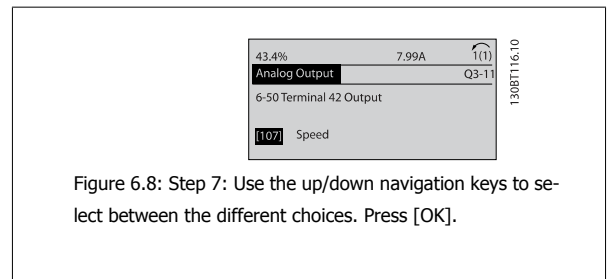 43.4% 7.99A 1(1)
Analog Output Q3-11
6-50 Terminal 42 Output
[107] Speed
130BT116.10
Figure 6.8: Step 7: Use the up/down navigation keys to se-
lect between the different choices. Press [OK].